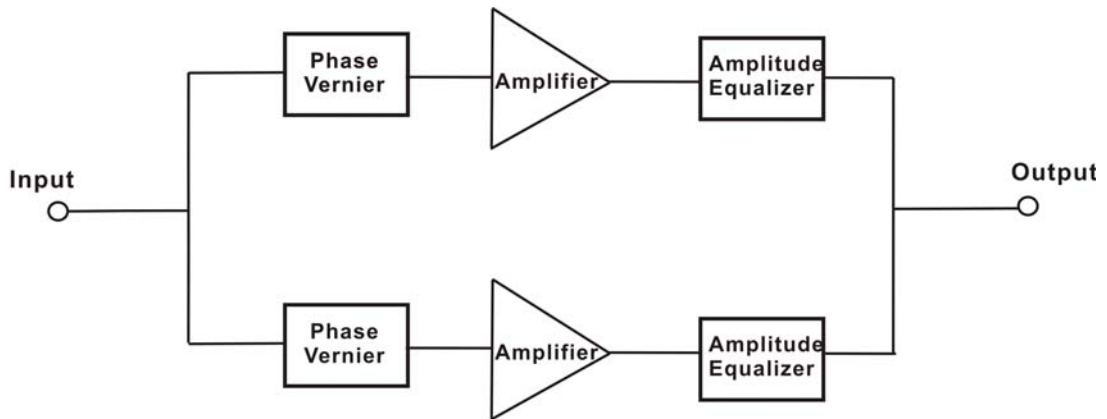 Phase
Vernier
Amplifier
Amplitude
Equalizer
Input
Output
Phase
Vernier
Amplifier
Amplitude
Equalizer